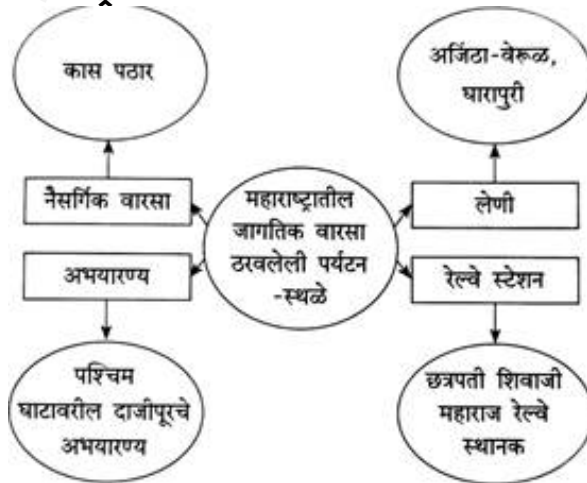 कास पठार
अजिंठा-वेरूळ,
घारापुरी
नैसर्गिक वारसा
महाराष्ट्रातील
जागतिक वारसा
ठरवलेली पर्यटन
-स्थळे
लेणी
अभयारण्य
रेल्वे स्टेशन
पश्चिम
घाटावरील दाजीपूरचे
अभयारण्य
छत्रपती शिवाजी
महाराज रेल्वे
स्थानक